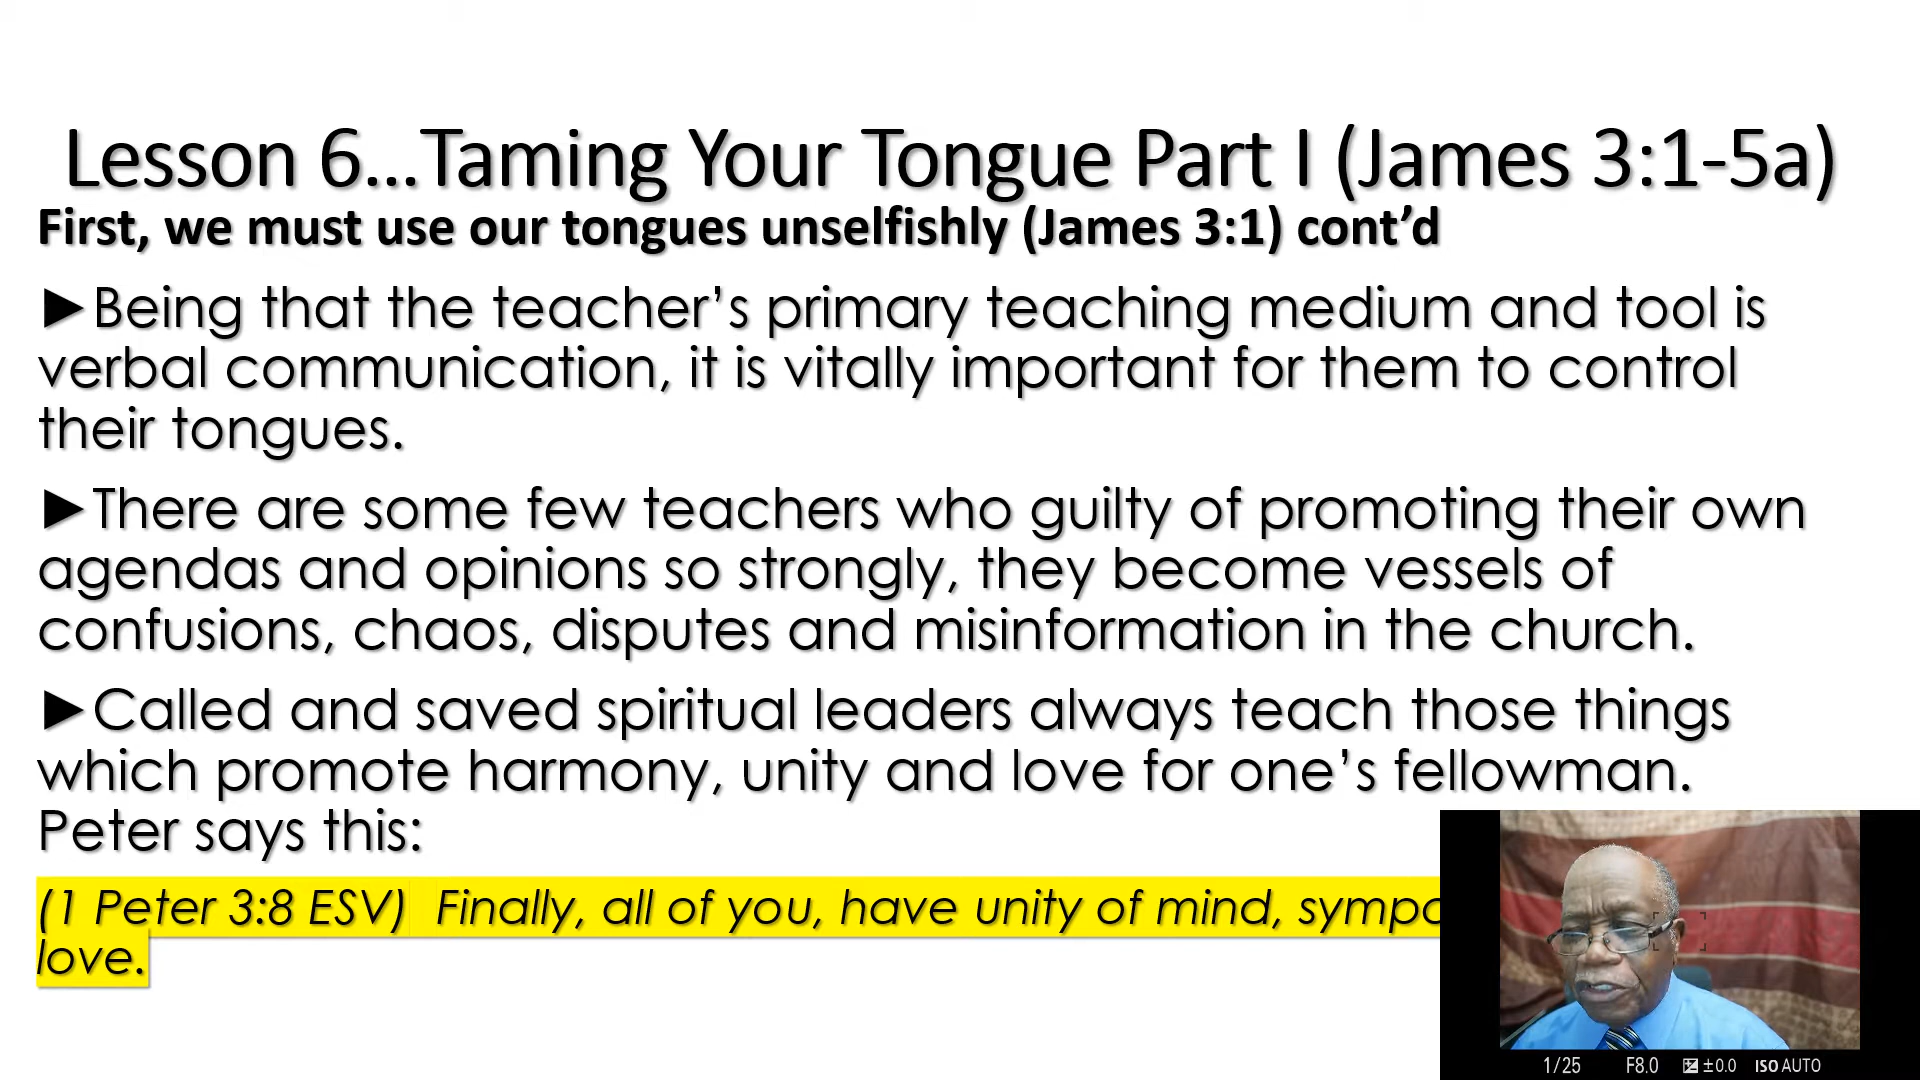 Lesson 6…Taming Your Tongue Part I (James 3:1-5a)
First, we must use our tongues unselfishly (James 3:1) cont’d
►Being that the teacher’s primary teaching medium and tool is
verbal communication, it is vitally important for them to control
their tongues.
►There are some few teachers who guilty of promoting their own
agendas and opinions so strongly, they become vessels of
confusions, chaos, disputes and misinformation in the church.
►Called and saved spiritual leaders always teach those things
which promote harmony, unity and love for one’s fellowman.
Peter says this:
(1 Peter 3:8 ESV) Finally, all of you, have unity of mind,
love.
1/25 F8.0 ±0.0 ISO AUTO